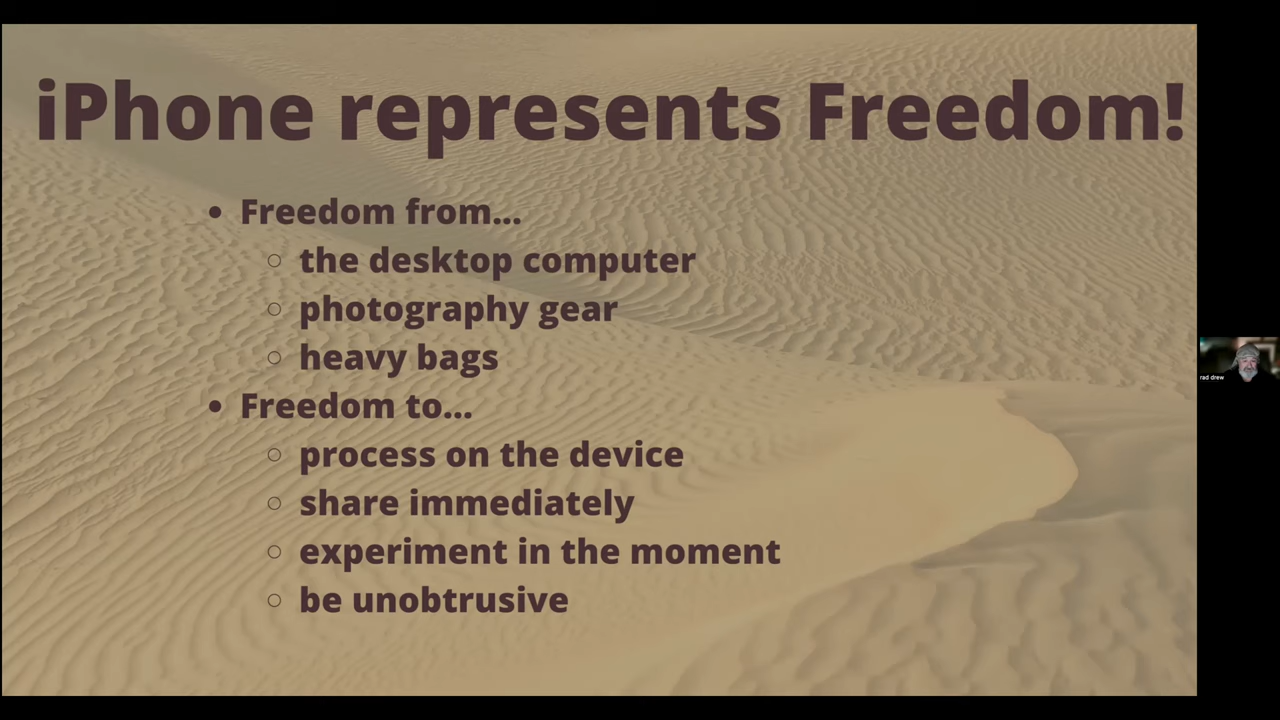 iPhone represents Freedom!
• Freedom from...
○ the desktop computer
○ photography gear
○ heavy bags
• Freedom to...
○ process on the device
○ share immediately
○ experiment in the moment
○ be unobtrusive
rad drew